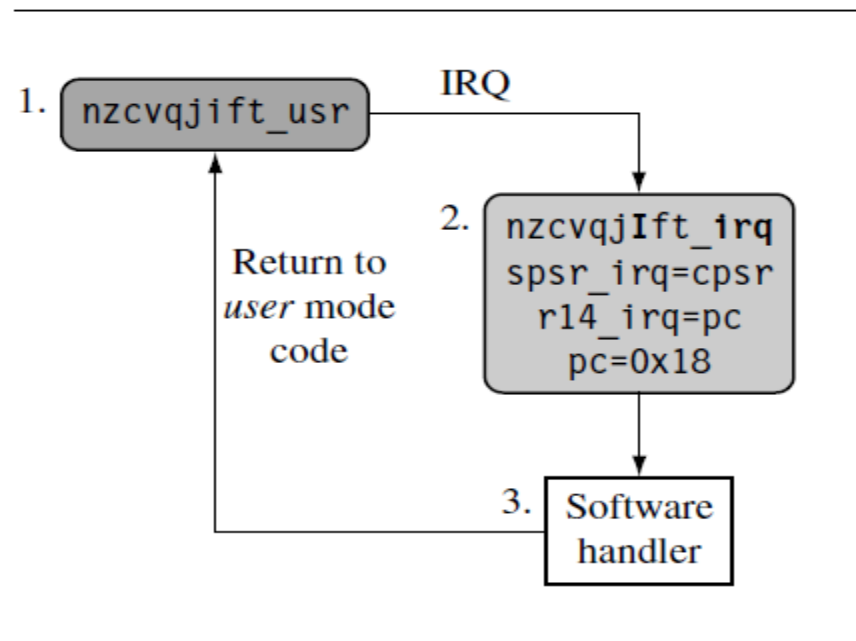 1.
nzcvqjift_usr
IRQ
2.
nzcvqjIft_irq
spsr_irq=cpsr
r14_irq=pc
pc=0x18
Return to
user mode
code
3.
Software
handler